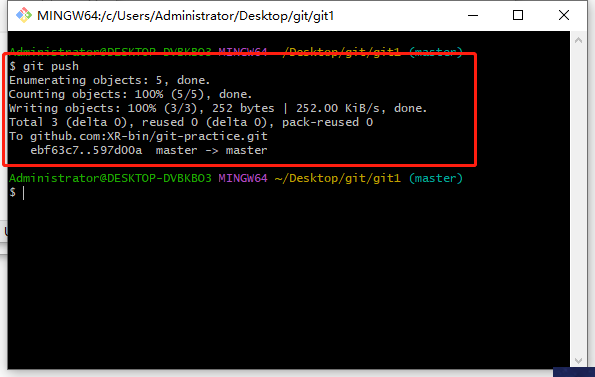 MINGW64:/c/Users/Administrator/Desktop/git/git1
Administrator@DESKTOP-DVBKBO3 MINGW64 ~/Desktop/git/git1 (master)
$ git push
Enumerating objects: 5, done.
Counting objects: 100% (5/5), done.
Writing objects: 100% (3/3), 252 bytes | 252.00 KiB/s, done.
Total 3 (delta 0), reused 0 (delta 0), pack-reused 0
To github.com:XR-bin/git-practice.git
ebf63c7..597d00a master -> master
Administrator@DESKTOP-DVBKBO3 MINGW64 ~/Desktop/git/git1 (master)
$